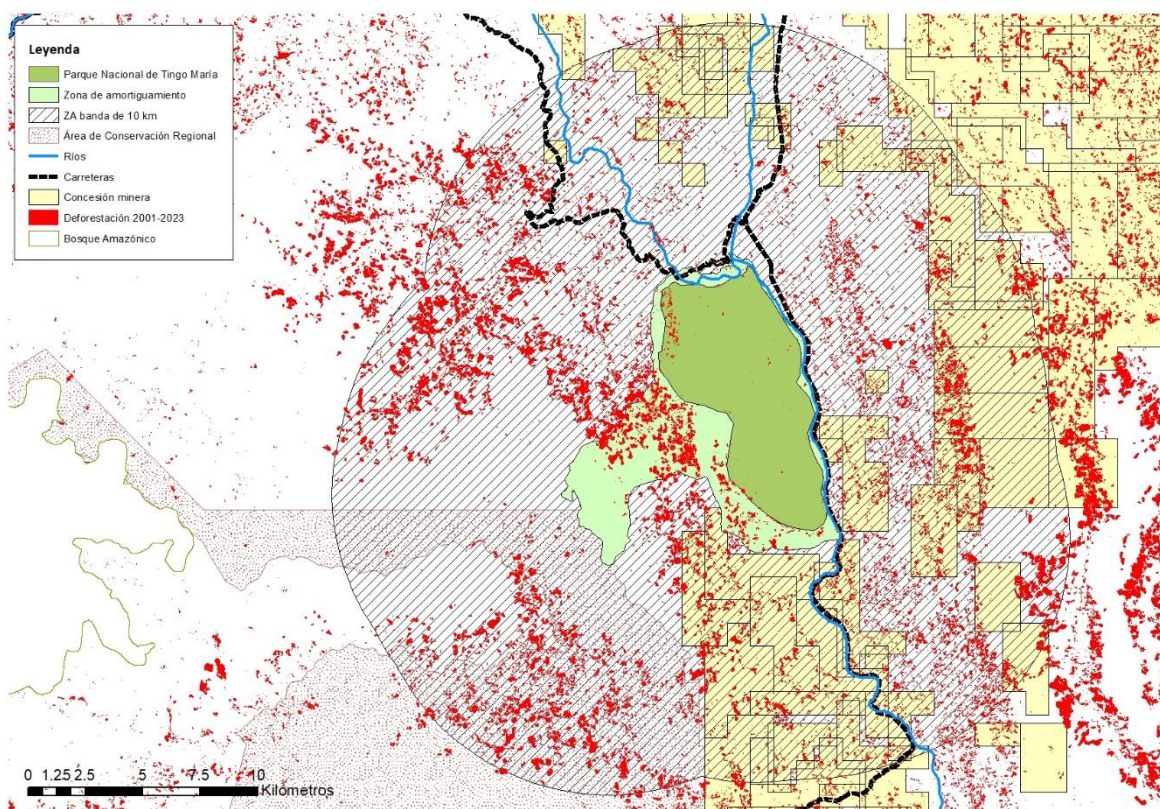 Leyenda
Parque Nacional de Tingo María
Zona de amortiguamiento
ZA banda de 10 km
Área de Conservación Regional
Ríos
Carreteras
Concesión minera
Deforestación 2001-2023
Bosque Amazónico
0 1.25 2.5 5 7.5 10
Kilómetros